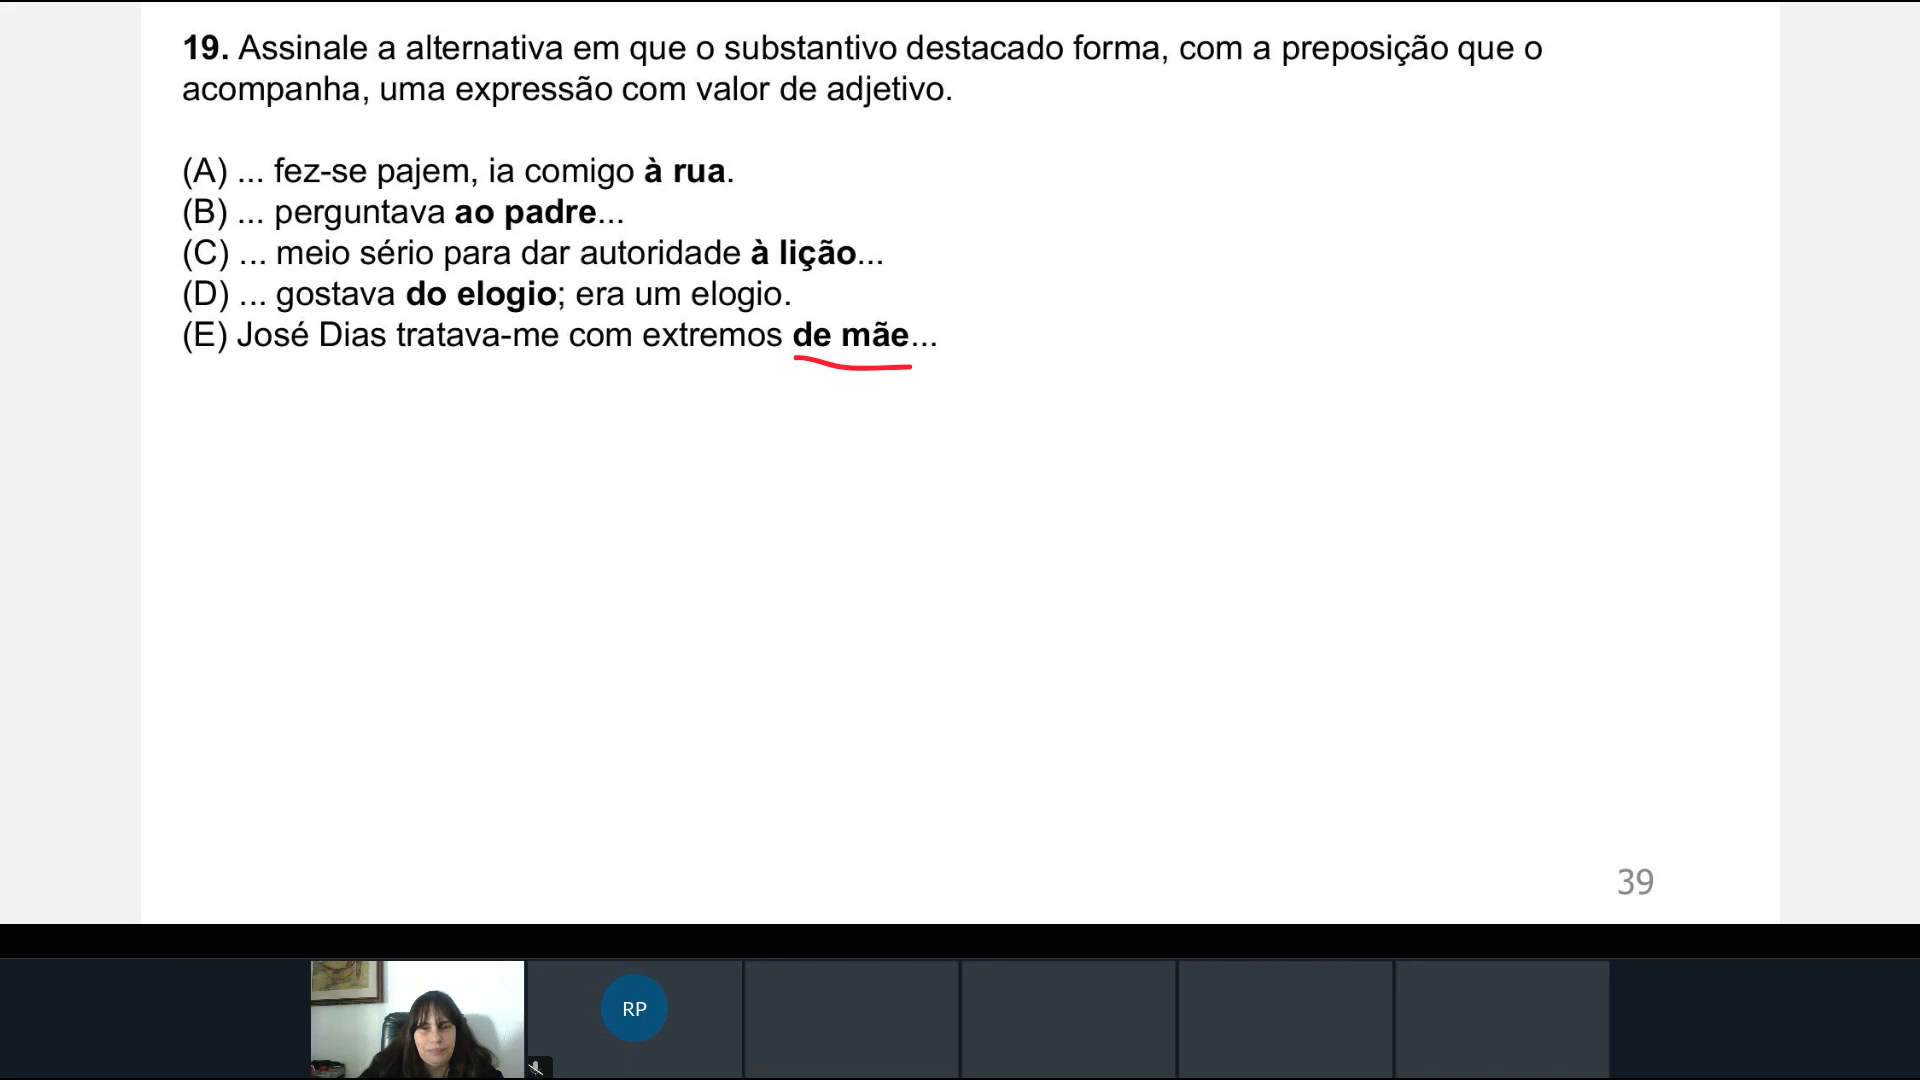 19. Assinale a alternativa em que o substantivo destacado forma, com a preposição que o
acompanha, uma expressão com valor de adjetivo.
(A) ... fez-se pajem, ia comigo à rua.
(B) ... perguntava ao padre...
(C) ... meio sério para dar autoridade à lição...
(D) ... gostava do elogio; era um elogio.
(E) José Dias tratava-me com extremos de mãe...
39
RP